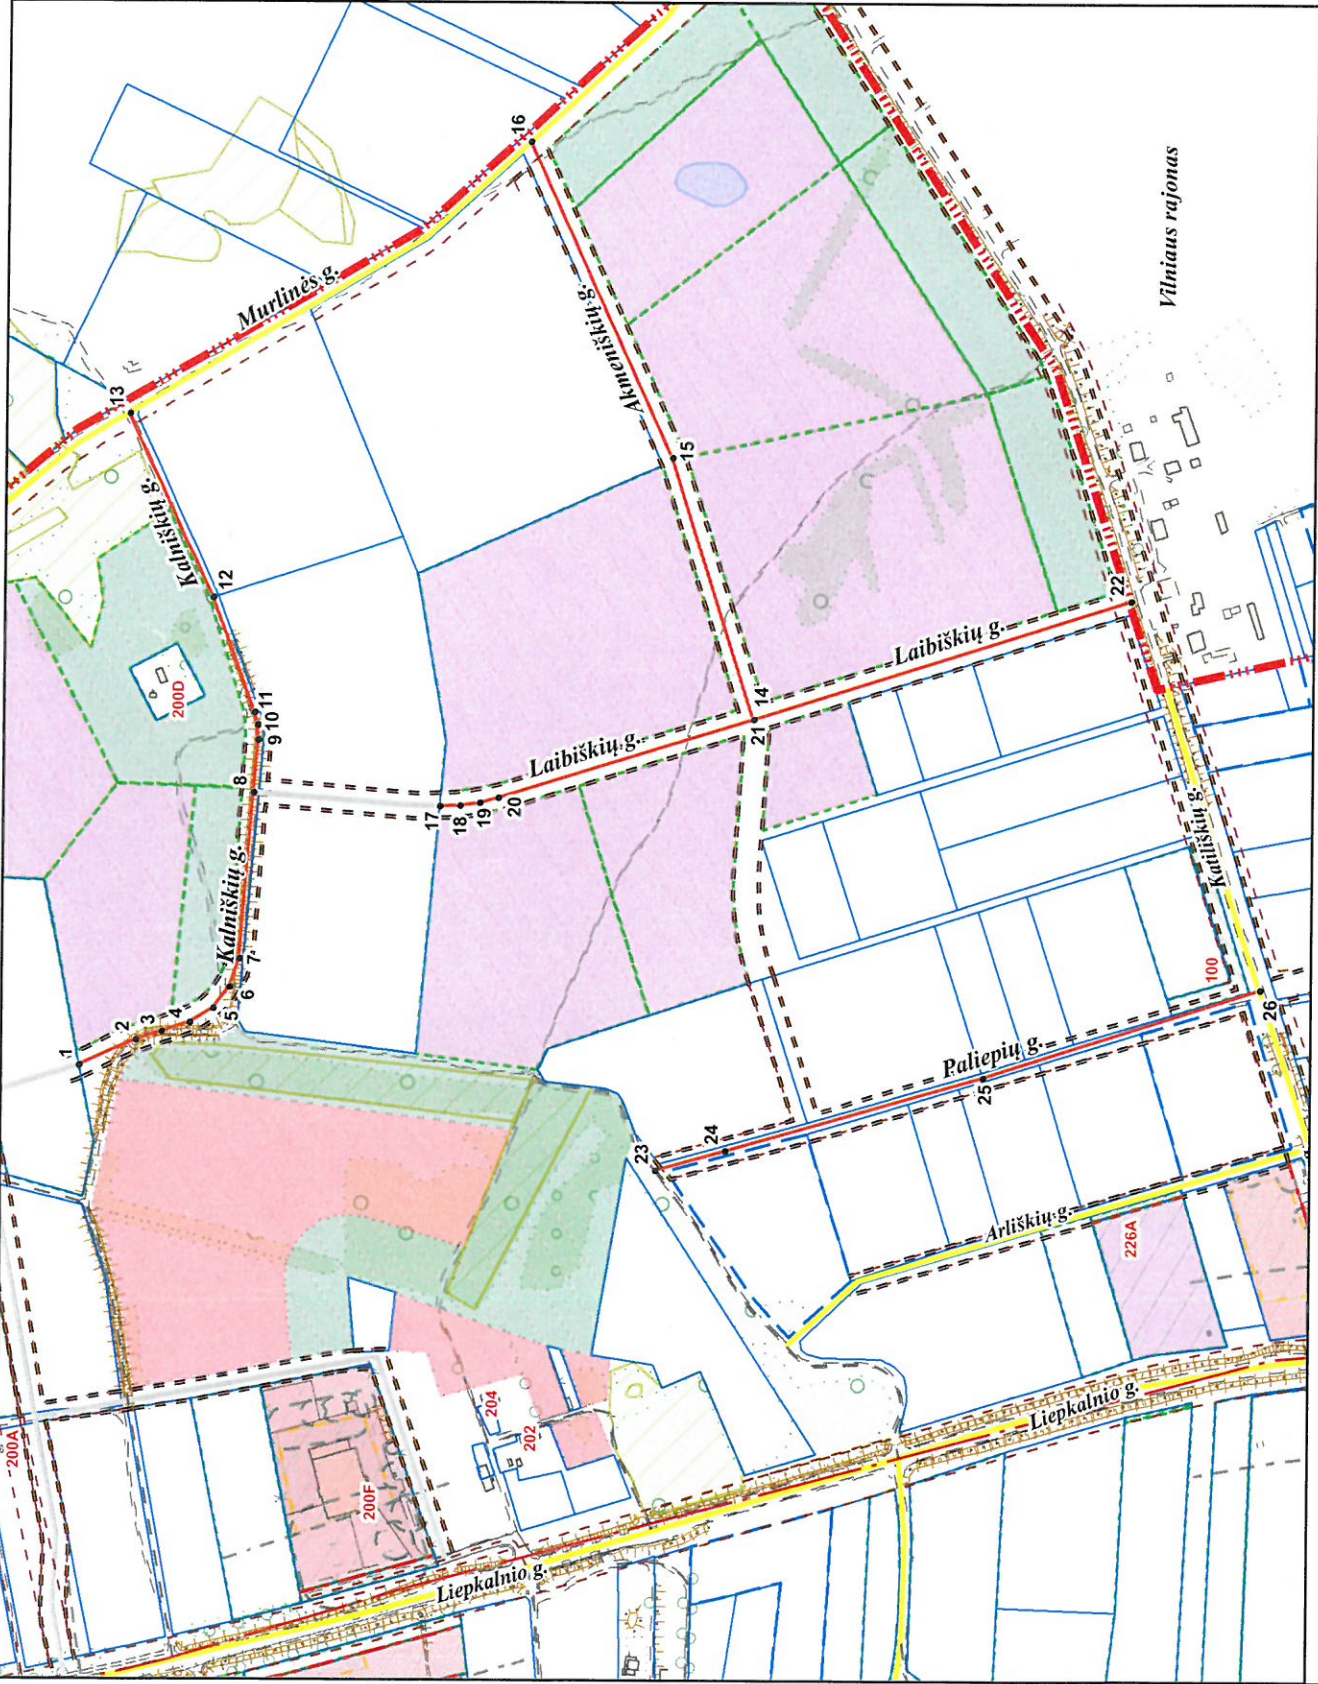 16
Murlinės g.
Vilniaus rajonas
13
Akmeniškių g.
Kalniškių g.
15
12
22
200D
11
10
9
14
Laibiškių g.
21
8
Laibiškių g.
17
18
19
20
Kalniškių g.
Katiliškių g.
7
6
5
4
3
2
1
100
26
Paliepių g.
25
24
23
Arliškių g.
226A
204
202
Liepkalnio g.
200A
200F
Liepkalnio g.